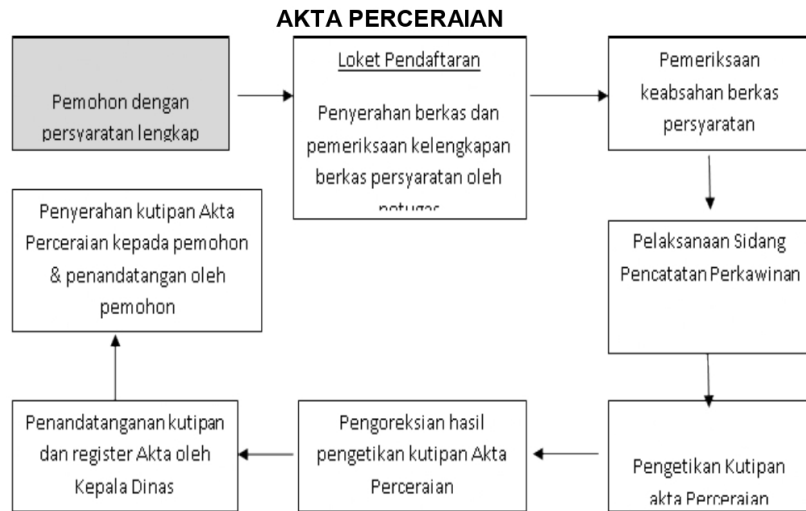 AKTA PERCERAIAN
Pemohon dengan
persyaratan lengkap
Loket Pendaftaran
Penyerahan berkas dan
pemeriksaan kelengkapan
berkas persyaratan oleh
petugas
Pemeriksaan
keabsahan berkas
persyaratan
Pelaksanaan Sidang
Pencatatan Perkawinan
Pengetikan Kutipan
akta Perceraian
Pengoreksian hasil
pengetikan kutipan Akta
Perceraian
Penandatanganan kutipan
dan register Akta oleh
Kepala Dinas
Penyerahan kutipan Akta
Perceraian kepada pemohon
& penandatangan oleh
pemohon